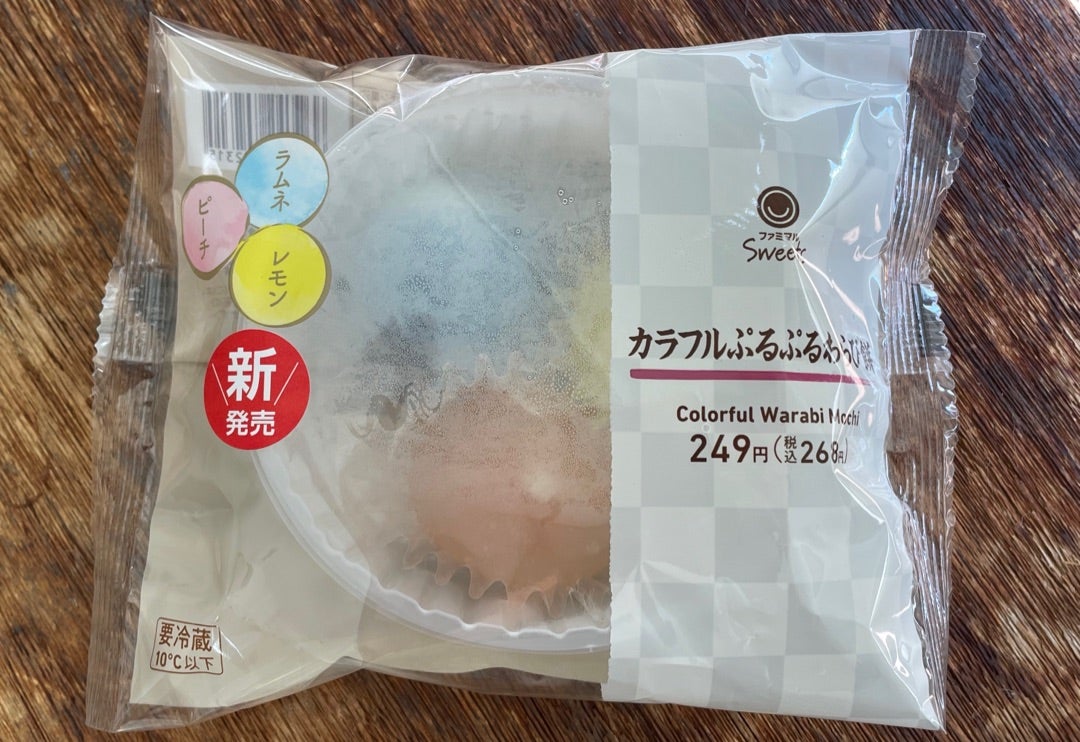 ラムネ
ピーチ
レモン
新
発売
要冷蔵
10℃以下
ファミマル
Sweets
カラフルぷるぷるわらび餅
Colorful Warabi Mochi
249円(税込268円)